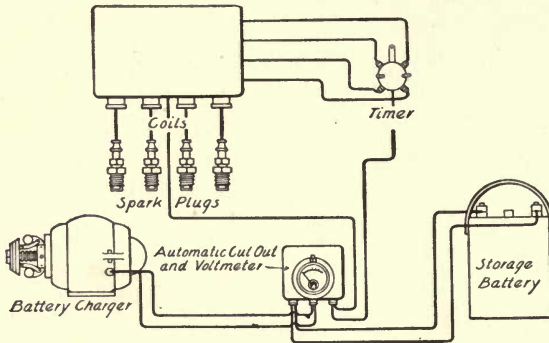 Coils
Timer
Spark Plugs
Automatic Cut Out
and Voltmeter
Storage
Battery
Battery Charger